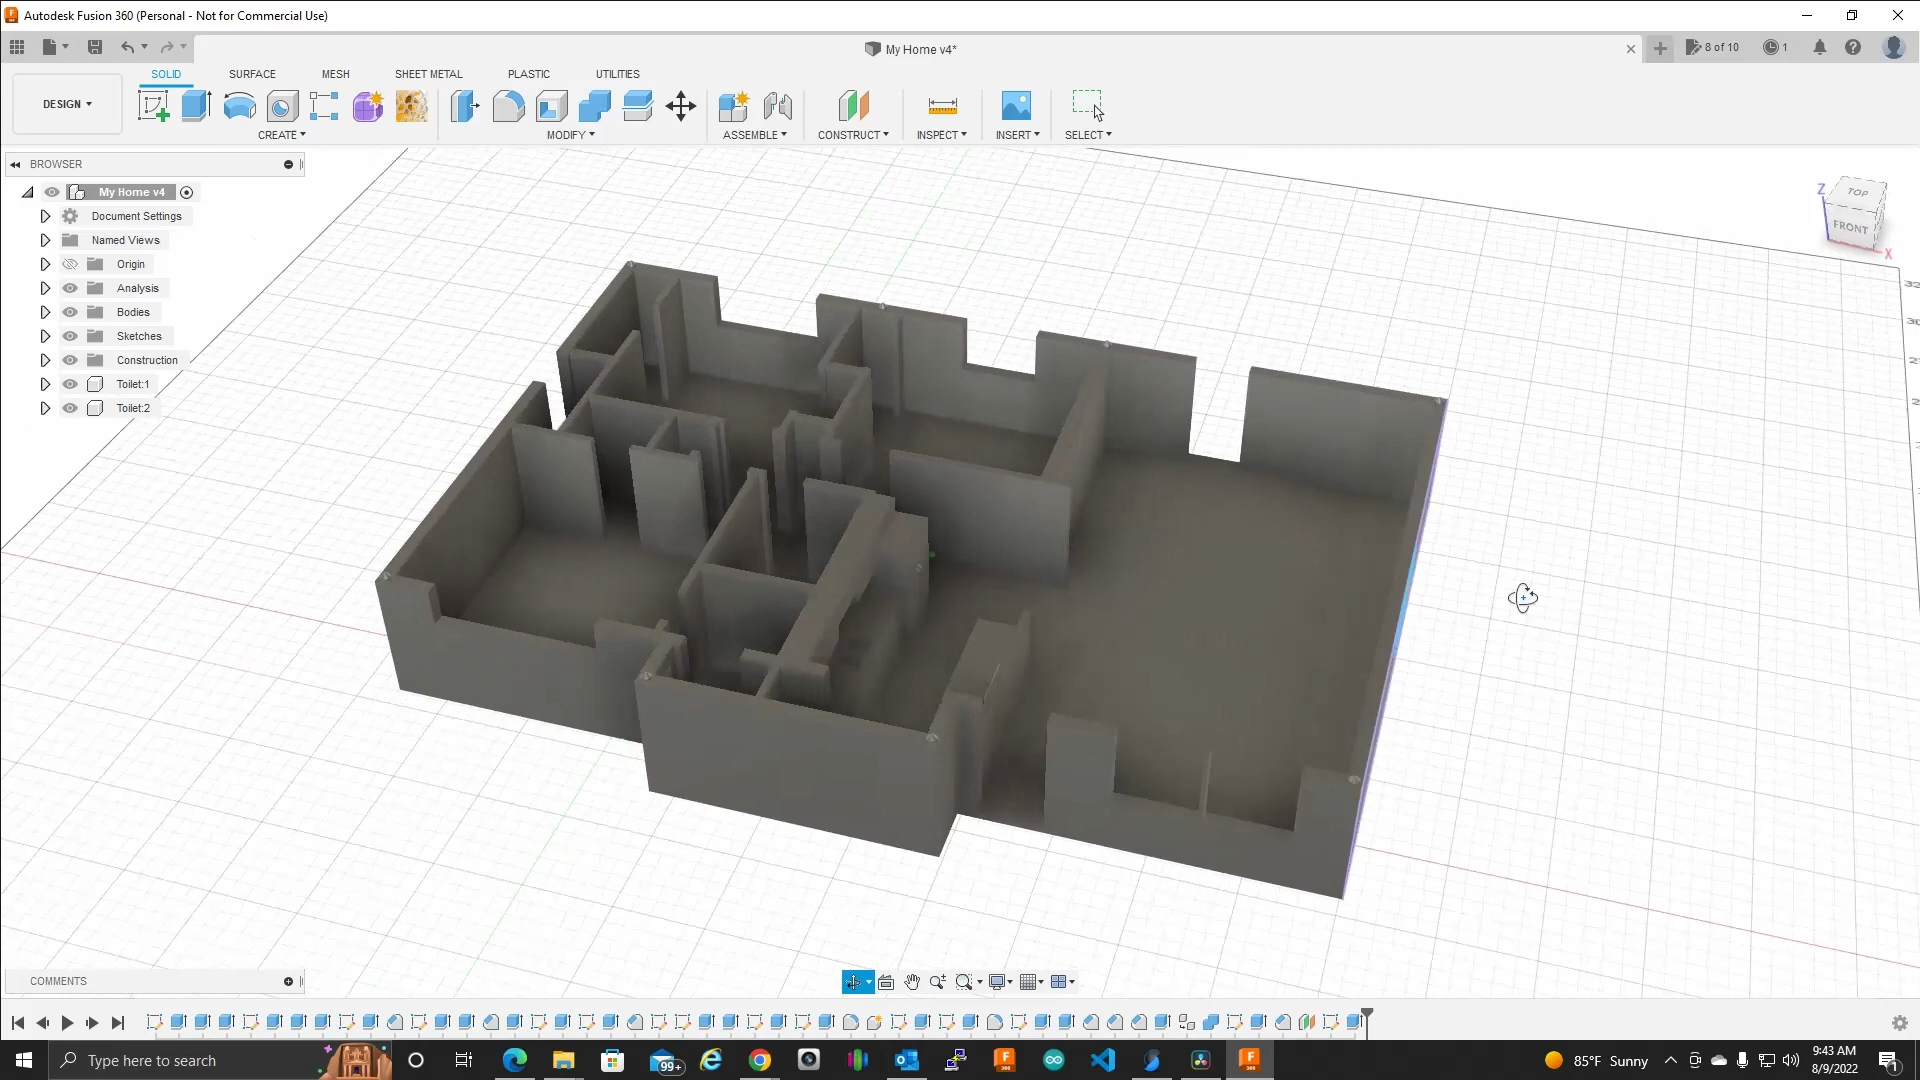 Autodesk Fusion 360 (Personal - Not for Commercial Use)
My Home v4*
8 of 10
1
DESIGN
SOLID
SURFACE
MESH
SHEET METAL
PLASTIC
UTILITIES
CREATE
MODIFY
ASSEMBLE
CONSTRUCT
INSPECT
INSERT
SELECT
BROWSER
My Home v4
Document Settings
Named Views
Origin
Analysis
Bodies
Sketches
Construction
Toilet:1
Toilet:2
Z
TOP
FRONT
X
COMMENTS
Type here to search
99+
85°F Sunny
9:43 AM
8/9/2022
1